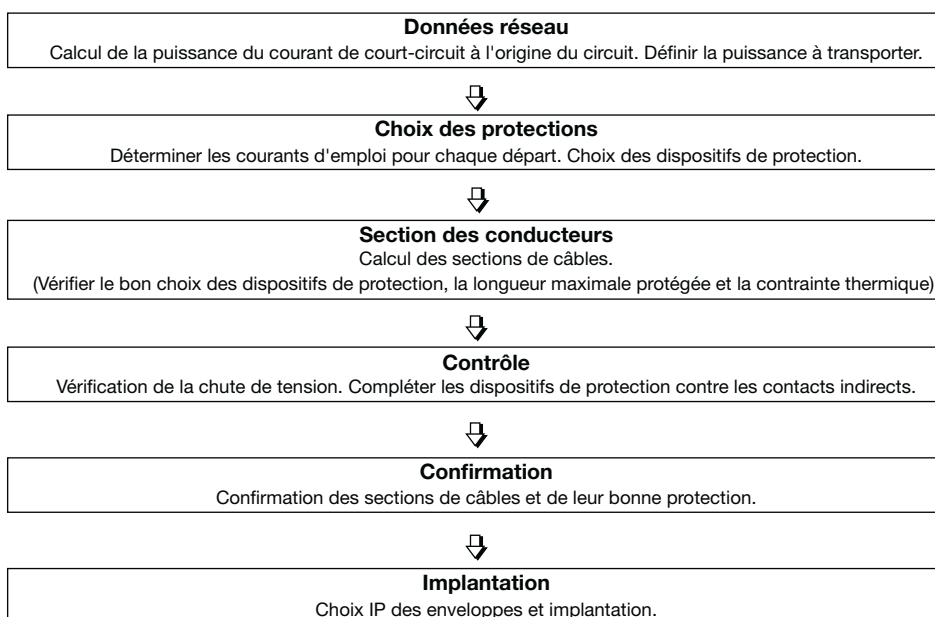 Données réseau
Calcul de la puissance du courant de court-circuit à l'origine du circuit. Définir la puissance à transporter.
Choix des protections
Déterminer les courants d'emploi pour chaque départ. Choix des dispositifs de protection.
Section des conducteurs
Calcul des sections de câbles.
(Vérifier le bon choix des dispositifs de protection, la longueur maximale protégée et la contrainte thermique)
Contrôle
Vérification de la chute de tension. Compléter les dispositifs de protection contre les contacts indirects.
Confirmation
Confirmation des sections de câbles et de leur bonne protection.
Implantation
Choix IP des enveloppes et implantation.